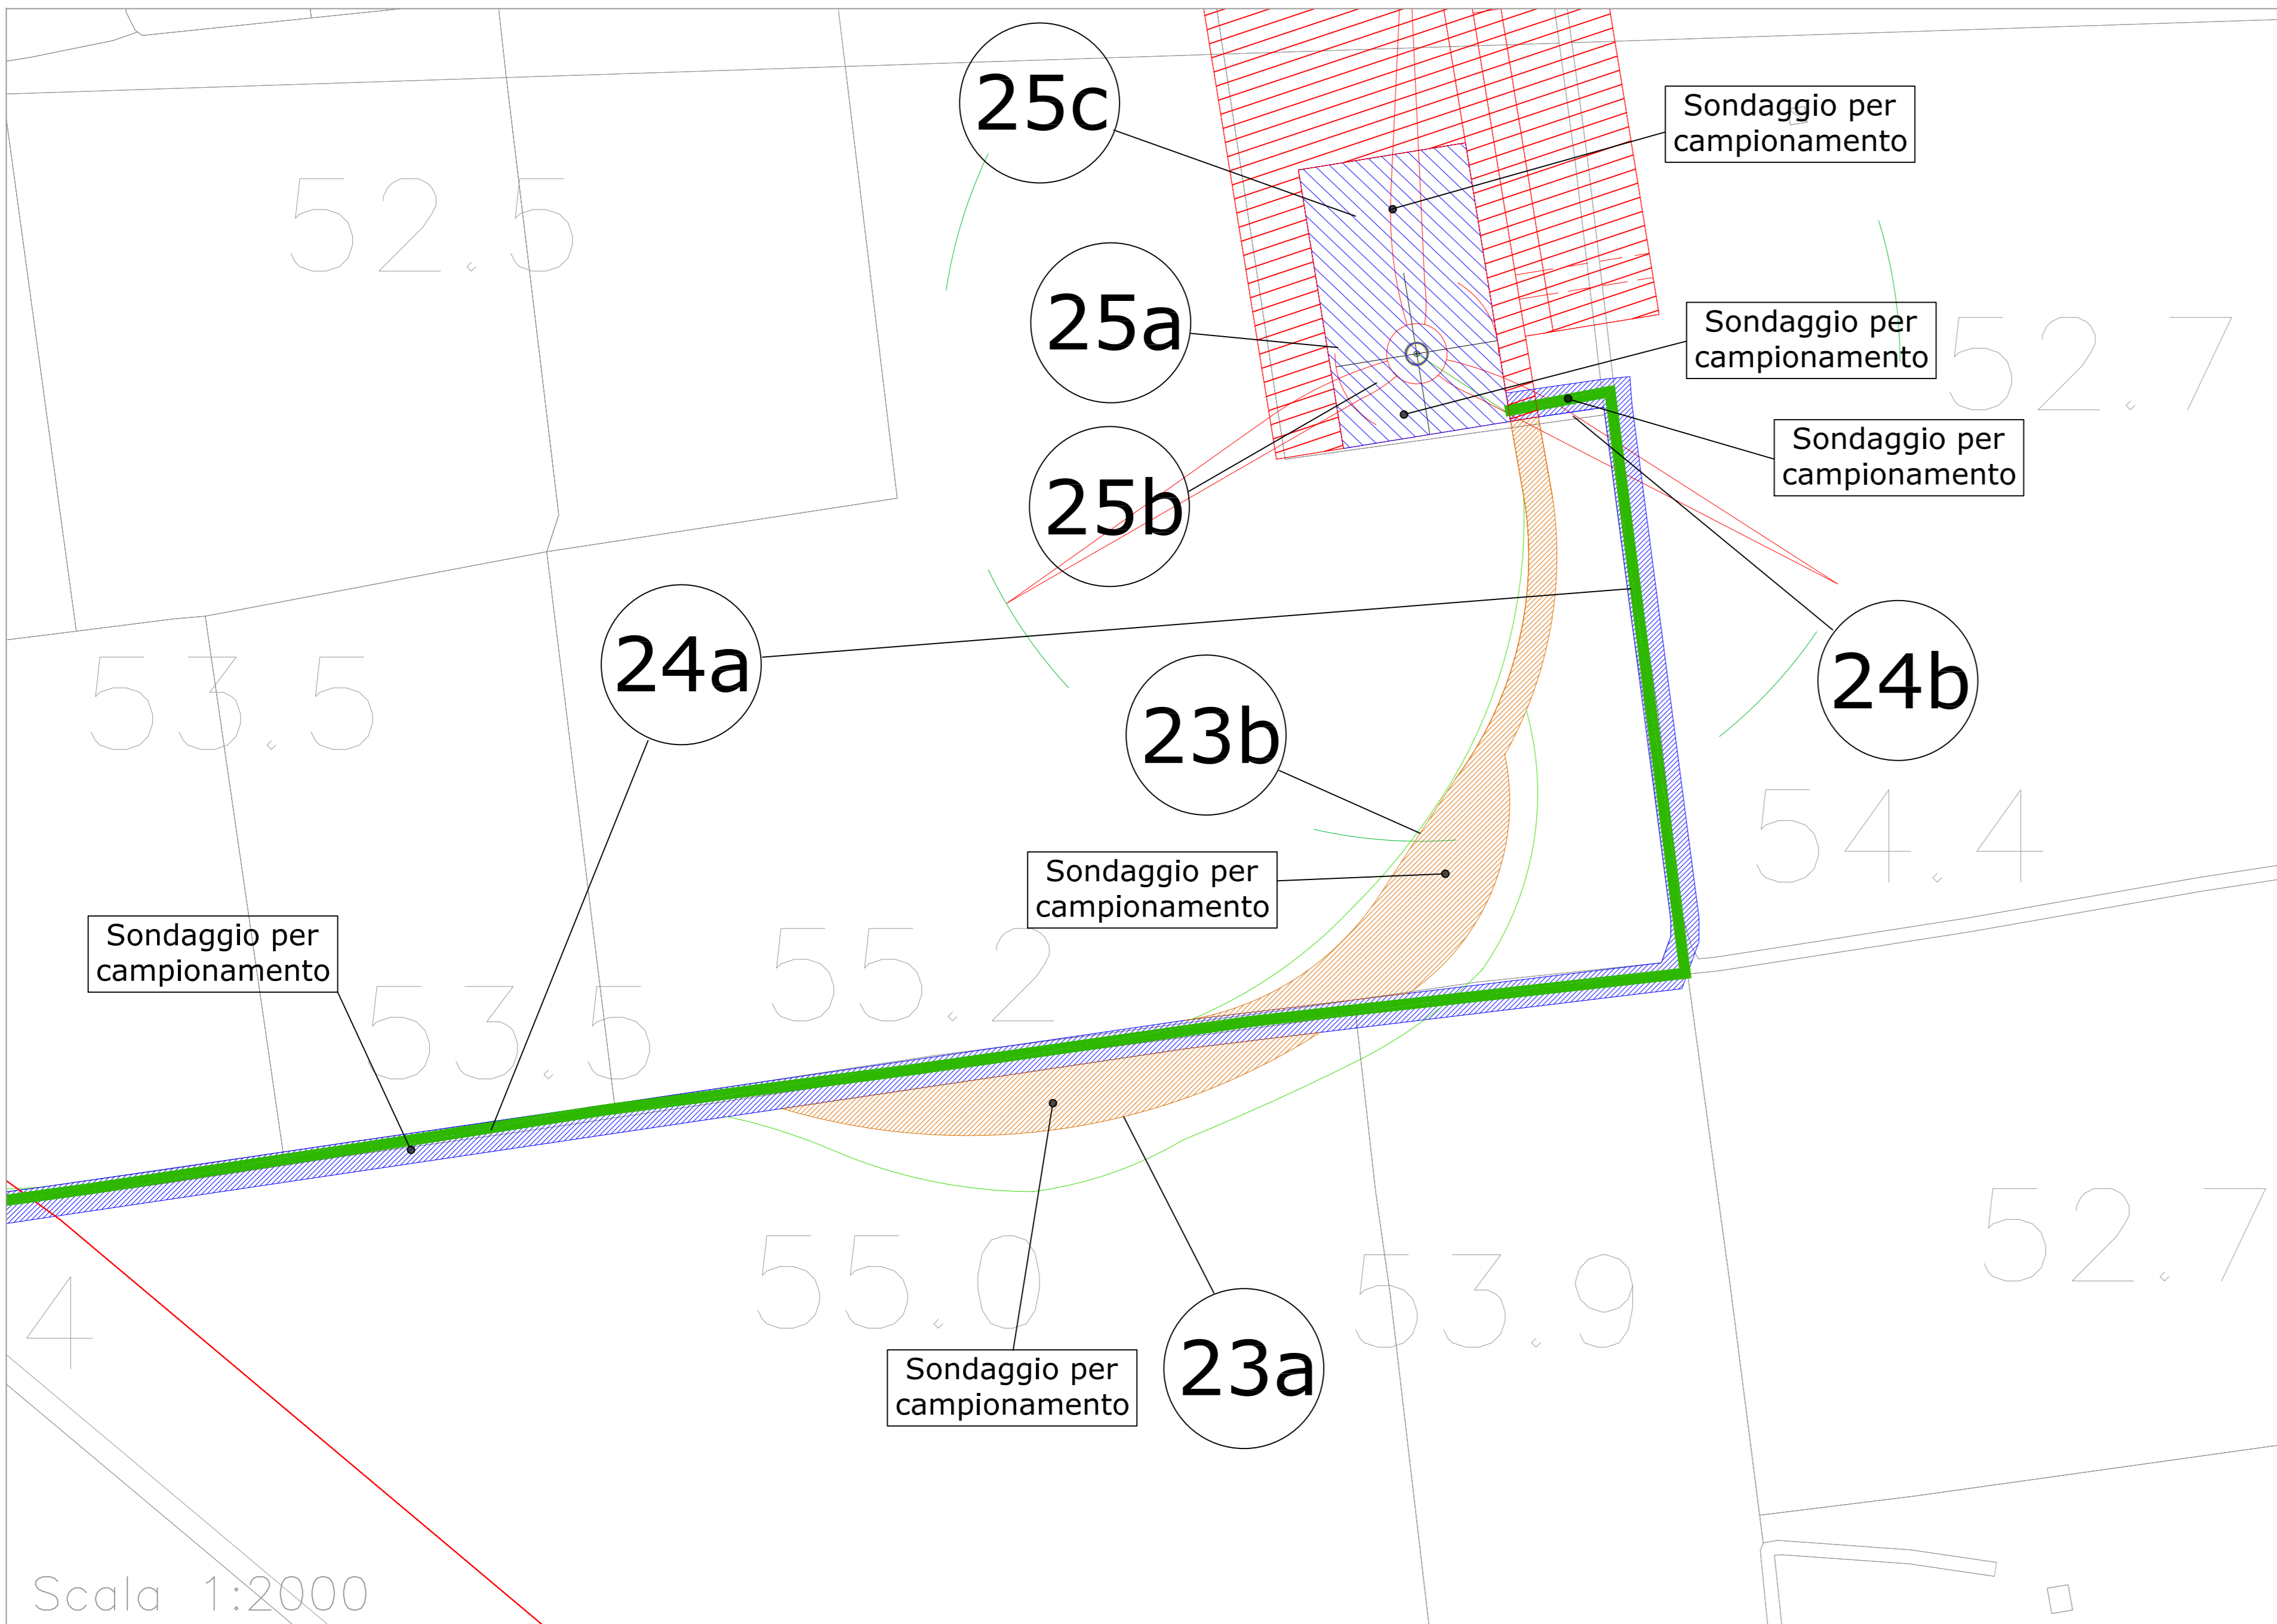 25c
Sondaggio per
campionamento
52.5
25a
Sondaggio per
campionamento
52.7
Sondaggio per
campionamento
25b
24a
53.5
24b
23b
54.4
Sondaggio per
campionamento
Sondaggio per
campionamento
55.2
53.5
55.0
53.9
52.7
4
23a
Sondaggio per
campionamento
Scala 1:2000